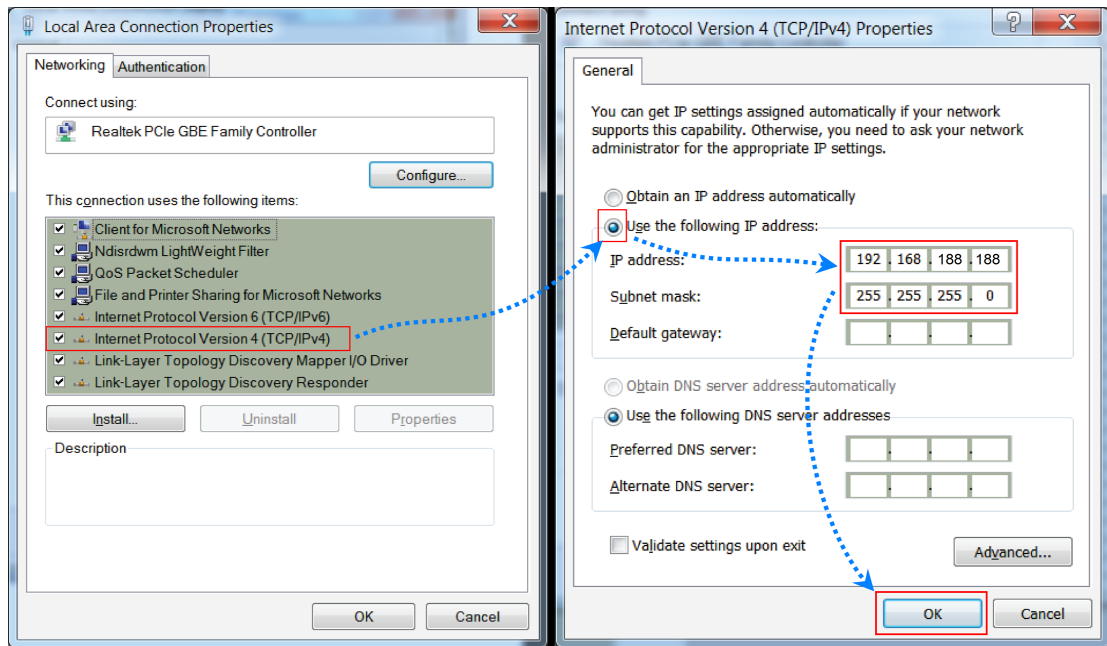 Local Area Connection Properties
Networking
Authentication
Connect using:
Realtek PCIe GBE Family Controller
Configure...
This connection uses the following items:
Client for Microsoft Networks
Ndisrdwm LightWeight Filter
QoS Packet Scheduler
File and Printer Sharing for Microsoft Networks
Internet Protocol Version 6 (TCP/IPv6)
Internet Protocol Version 4 (TCP/IPv4)
Link-Layer Topology Discovery Mapper I/O Driver
Link-Layer Topology Discovery Responder
Install...
Uninstall
Properties
Description
OK
Cancel
Internet Protocol Version 4 (TCP/IPv4) Properties
General
You can get IP settings assigned automatically if your network
supports this capability. Otherwise, you need to ask your network
administrator for the appropriate IP settings.
Obtain an IP address automatically
Use the following IP address:
IP address: 192 . 168 . 188 . 188
Subnet mask: 255 . 255 . 255 . 0
Default gateway: . . .
Obtain DNS server address automatically
Use the following DNS server addresses
Preferred DNS server: . . .
Alternate DNS server: . . .
Validate settings upon exit
Advanced...
OK
Cancel